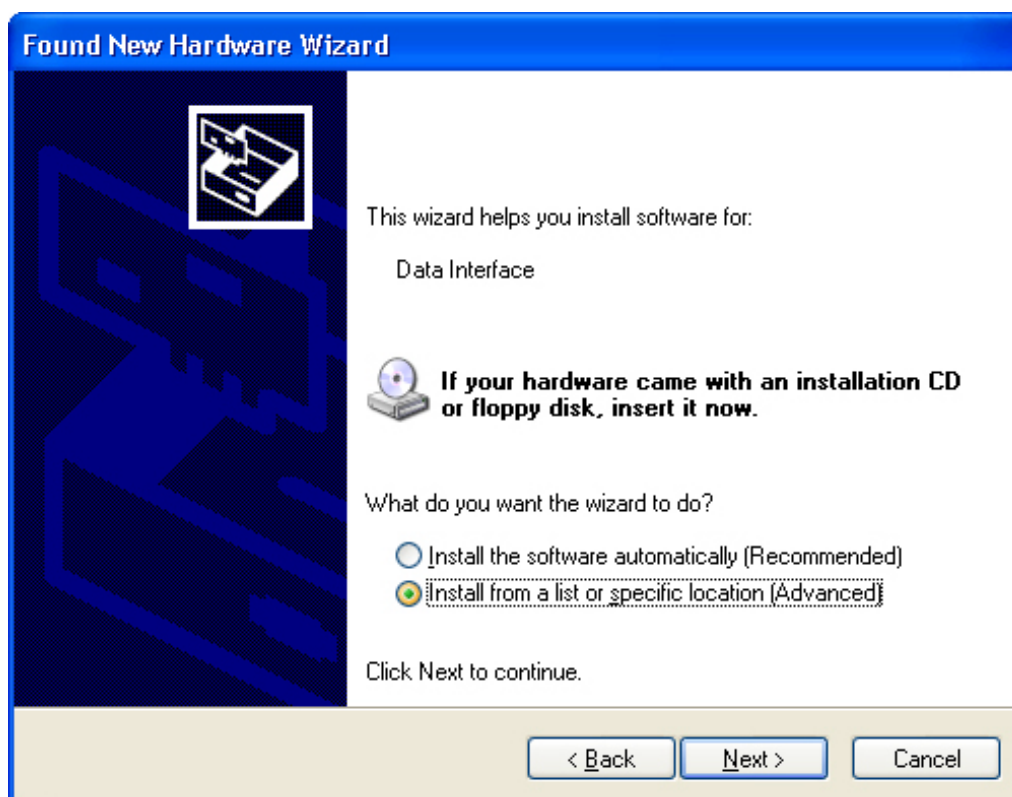 Found New Hardware Wizard
This wizard helps you install software for:
Data Interface
If your hardware came with an installation CD
or floppy disk, insert it now.
What do you want the wizard to do?
Install the software automatically (Recommended)
Install from a list or specific location (Advanced)
Click Next to continue.
< Back Next > Cancel